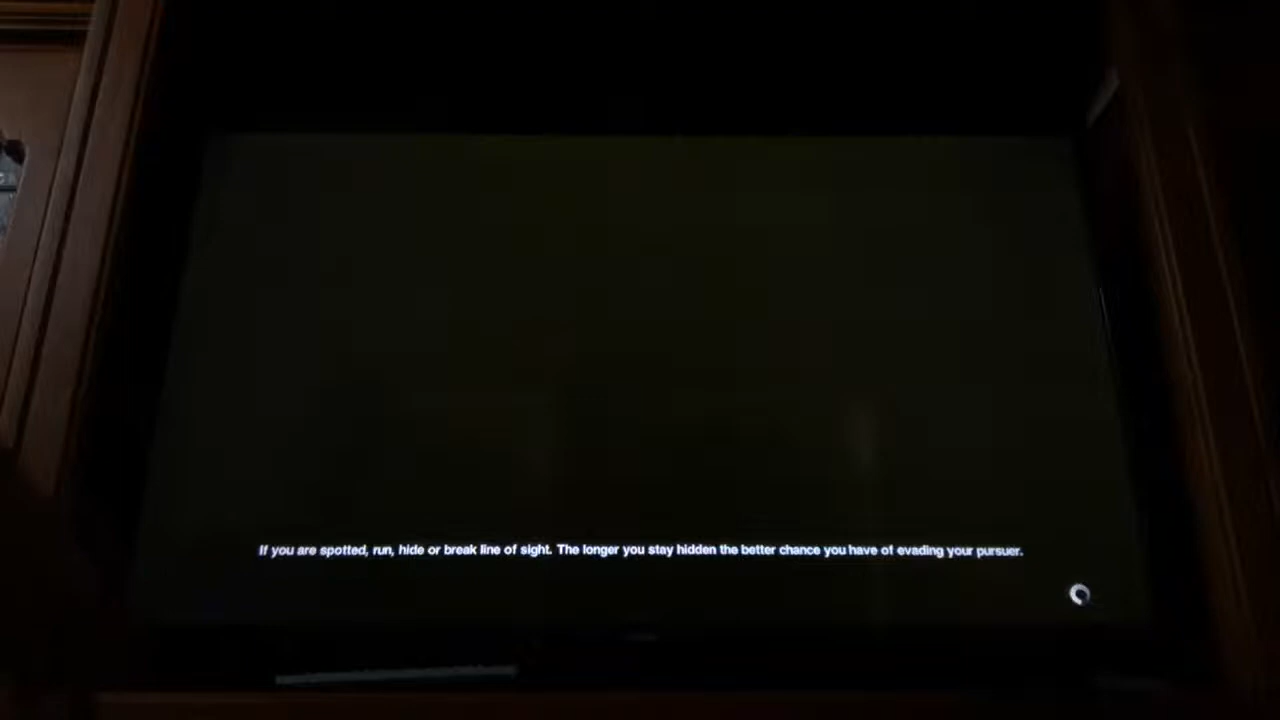 If you are spotted, run, hide or break line of sight. The longer you stay hidden the better chance you have of evading your pursuer.